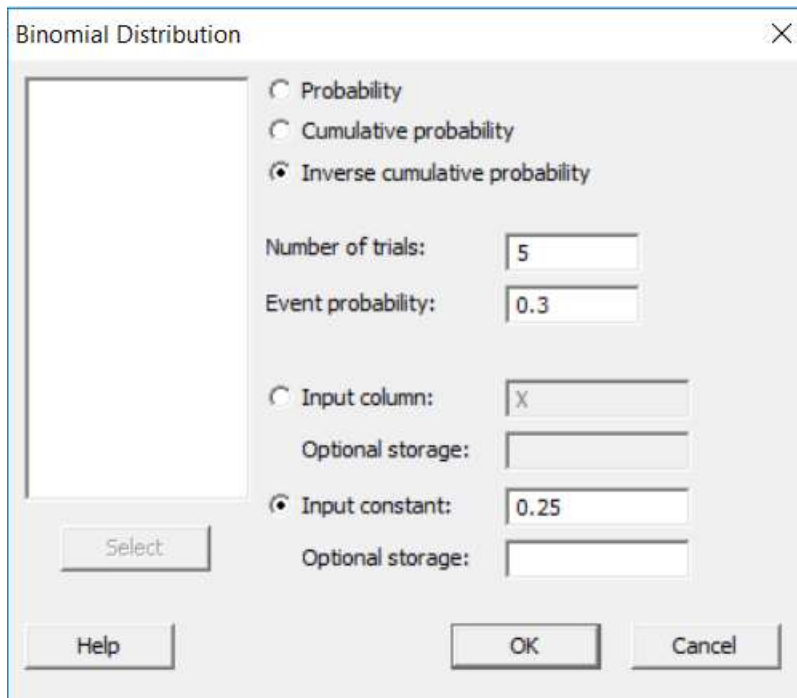 Binomial Distribution
Probability
Cumulative probability
Inverse cumulative probability
Number of trials: 5
Event probability: 0.3
Input column: X
Optional storage:
Input constant: 0.25
Optional storage:
Select
Help OK Cancel